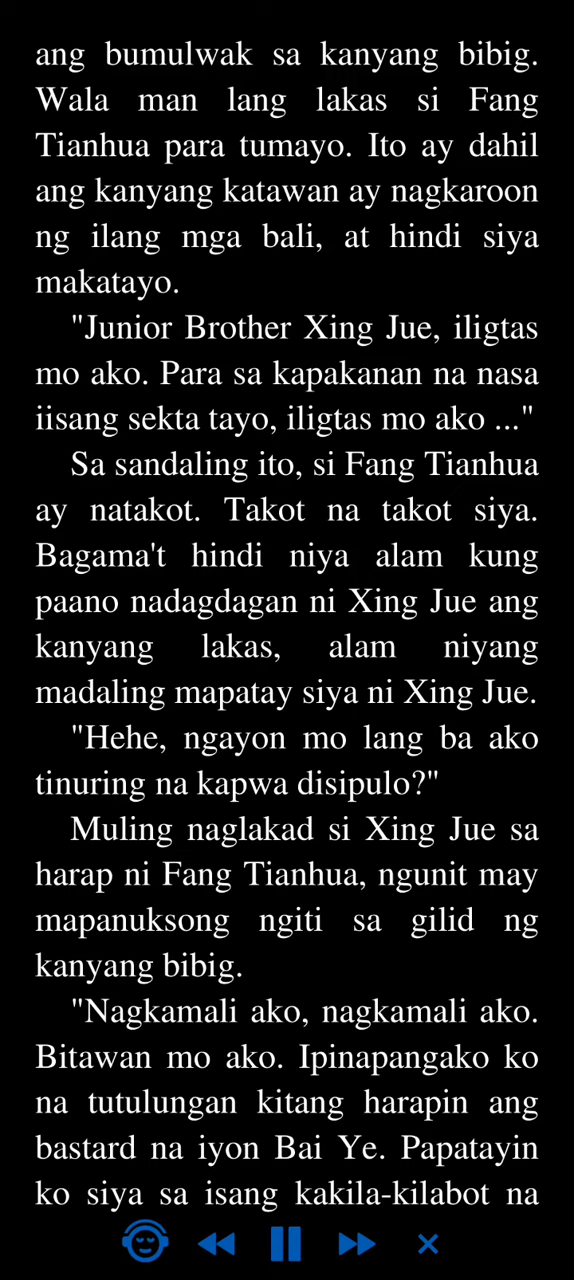 ang bumulwak sa kanyang bibig.
Wala man lang lakas si Fang
Tianhua para tumayo. Ito ay dahil
ang kanyang katawan ay nagkaroon
ng ilang mga bali, at hindi siya
makatayo.
"Junior Brother Xing Jue, iligtas
mo ako. Para sa kapakanan na nasa
iisang sekta tayo, iligtas mo ako ..."
Sa sandaling ito, si Fang Tianhua
ay natakot. Takot na takot siya.
Bagama't hindi niya alam kung
paano nadagdagan ni Xing Jue ang
kanyang lakas, alam niyang
madaling mapatay siya ni Xing Jue.
"Hehe, ngayon mo lang ba ako
tinuring na kapwa disipulo?"
Muling naglakad si Xing Jue sa
harap ni Fang Tianhua, ngunit may
mapanuksong ngiti sa gilid ng
kanyang bibig.
"Nagkamali ako, nagkamali ako.
Bitawan mo ako. Ipinapangako ko
na tutulungan kitang harapin ang
bastard na iyon Bai Ye. Papatayin
ko siya sa isang kakila-kilabot na